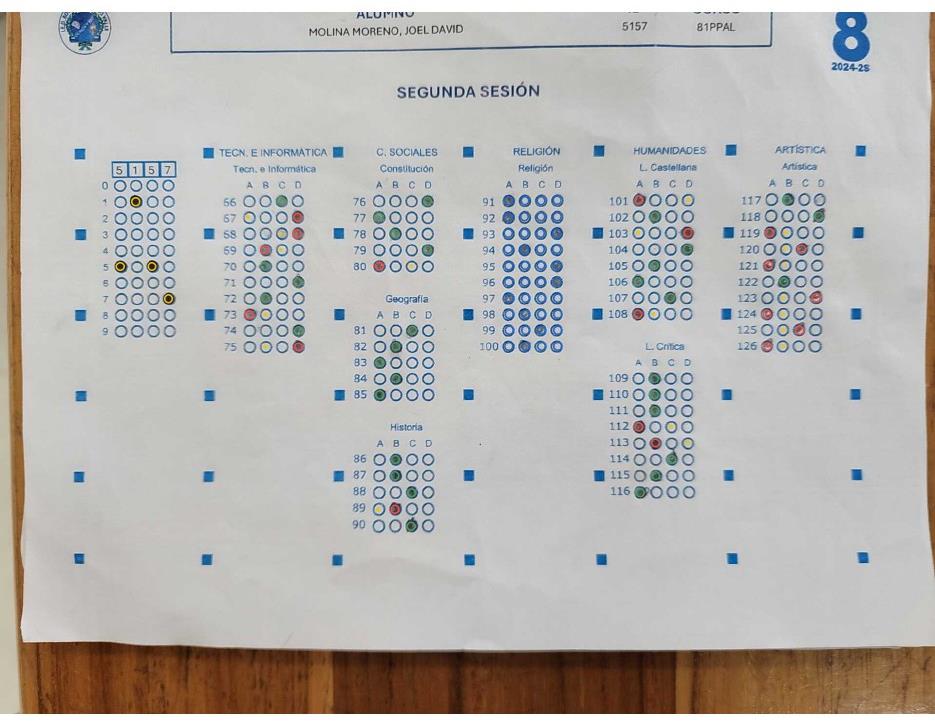 ALUMNO
MOLINA MORENO, JOEL DAVID 5157 81PPAL
8
2024-2S
SEGUNDA SESIÓN
5 1 5 7
0
1
2
3
4
5
6
7
8
9
TECN. E INFORMÁTICA
Tecn. e Informática
A B C D
66
67
68
69
70
71
72
73
74
75
C. SOCIALES
Constitución
A B C D
76
77
78
79
80
Geografía
A B C D
81
82
83
84
85
Historia
A B C D
86
87
88
89
90
RELIGIÓN
Religión
A B C D
91
92
93
94
95
96
97
98
99
100
HUMANIDADES
L. Castellana
A B C D
101
102
103
104
105
106
107
108
L. Crítica
A B C D
109
110
111
112
113
114
115
116
ARTÍSTICA
Artística
A B C D
117
118
119
120
121
122
123
124
125
126